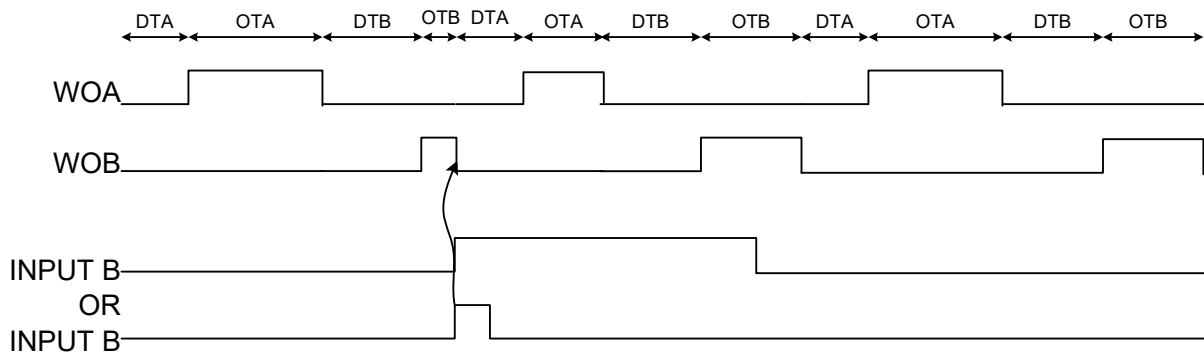 DTA OTA DTB OTB DTA OTA DTB OTB DTA OTA DTB OTB
WOA
WOB
INPUT B
OR
INPUT B